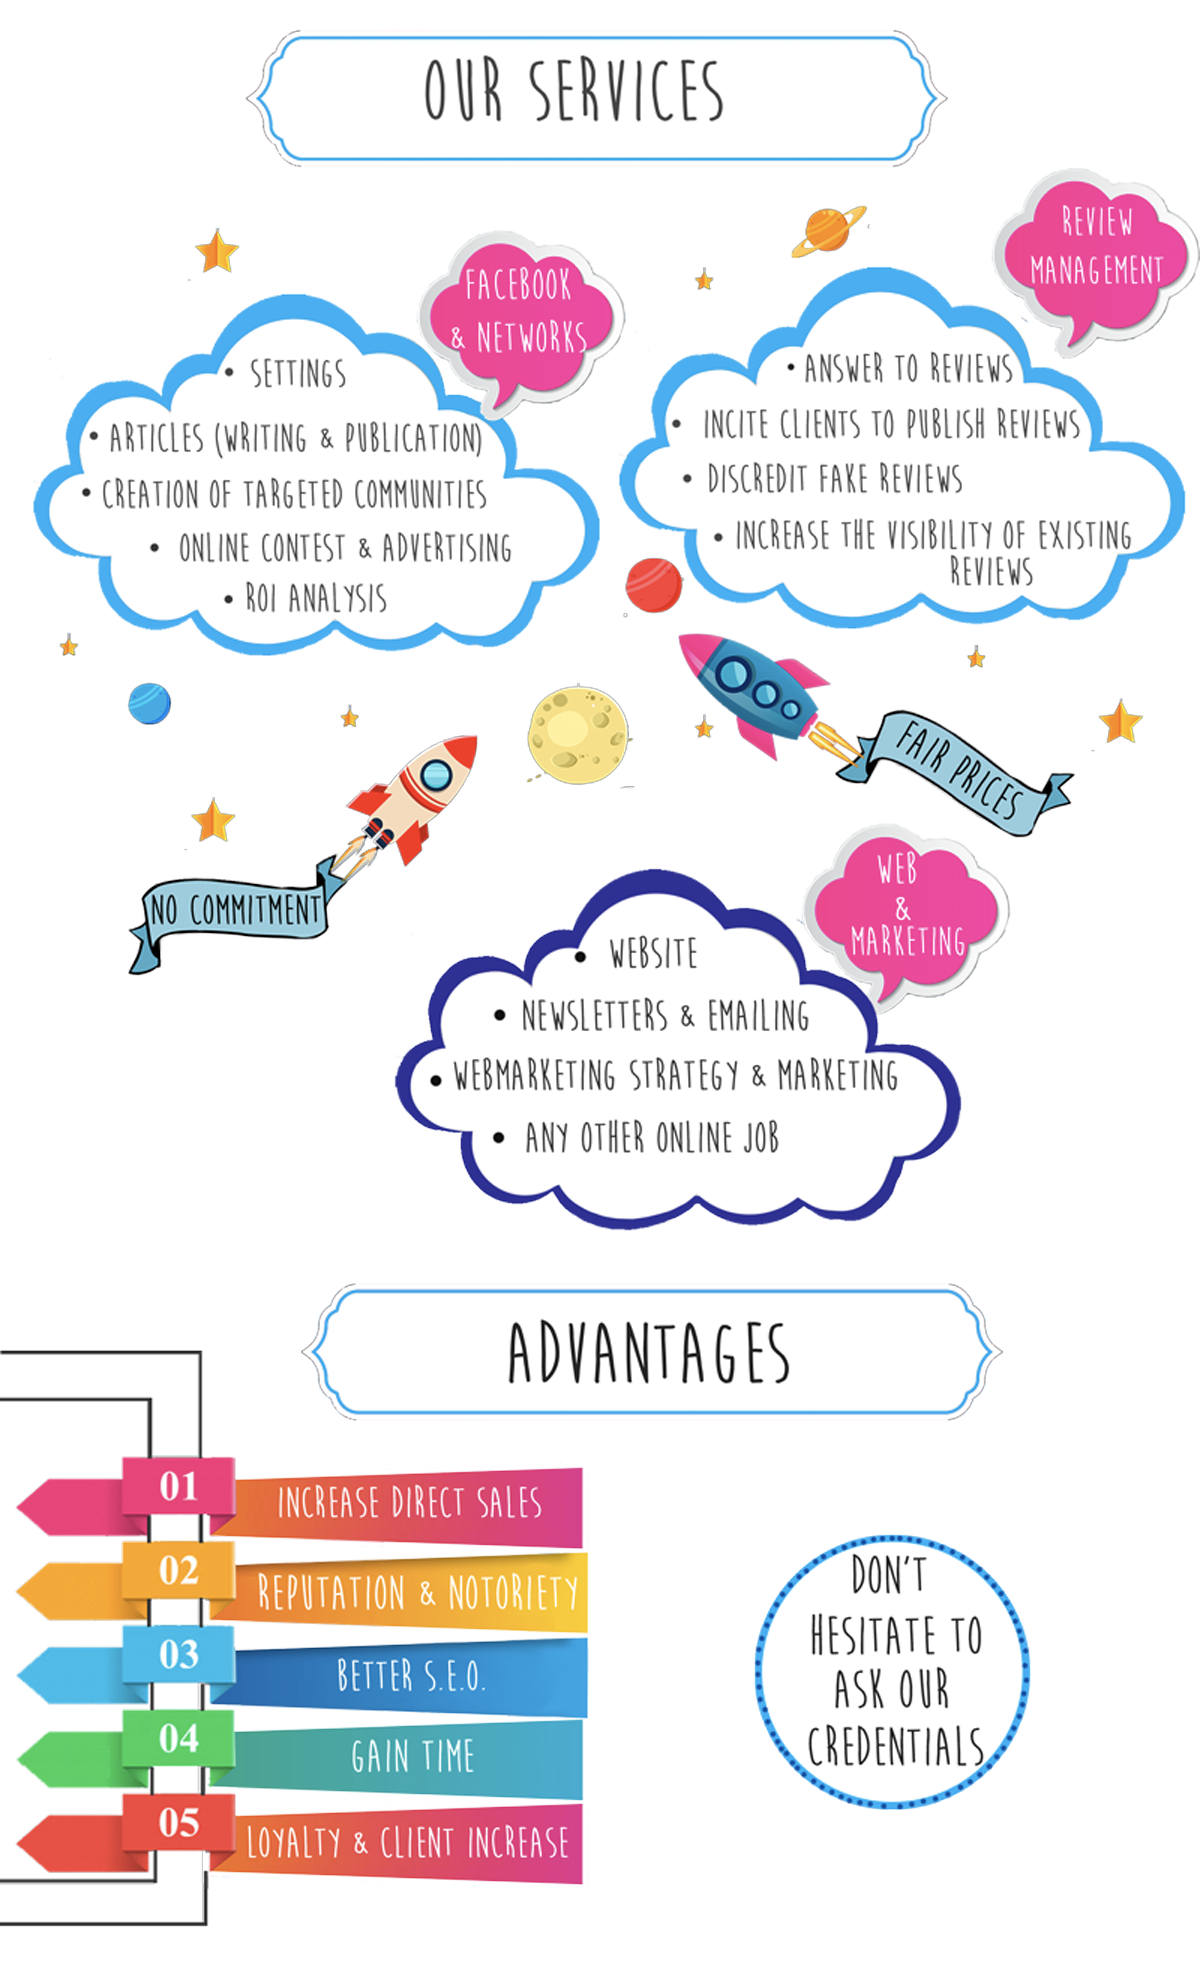 OUR SERVICES
FACEBOOK
& NETWORKS
• SETTINGS
• ARTICLES (WRITING & PUBLICATION)
• CREATION OF TARGETED COMMUNITIES
• ONLINE CONTEST & ADVERTISING
• ROI ANALYSIS
REVIEW
MANAGEMENT
• ANSWER TO REVIEWS
• INCITE CLIENTS TO PUBLISH REVIEWS
• DISCREDIT FAKE REVIEWS
• INCREASE THE VISIBILITY OF EXISTING
REVIEWS
FAIR PRICES
NO COMMITMENT
WEB
&
MARKETING
• WEBSITE
• NEWSLETTERS & EMAILING
• WEBMARKETING STRATEGY & MARKETING
• ANY OTHER ONLINE JOB
ADVANTAGES
01 INCREASE DIRECT SALES
02 REPUTATION & NOTORIETY
03 BETTER S.E.O.
04 GAIN TIME
05 LOYALTY & CLIENT INCREASE
DON'T
HESITATE TO
ASK OUR
CREDENTIALS